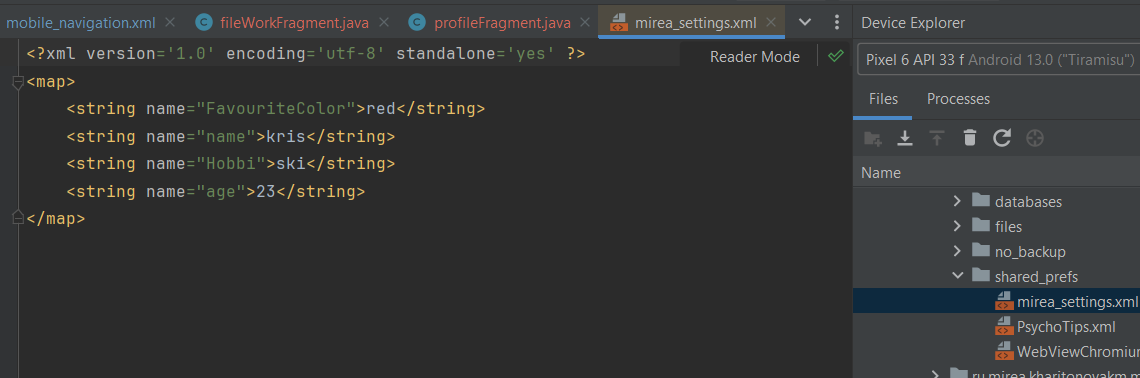 mobile_navigation.xml
fileWorkFragment.java
profileFragment.java
mirea_settings.xml
<?xml version='1.0' encoding='utf-8' standalone='yes' ?>
<map>
<string name="FavouriteColor">red</string>
<string name="name">kris</string>
<string name="Hobbi">ski</string>
<string name="age">23</string>
</map>
Reader Mode
Device Explorer
Pixel 6 API 33 f Android 13.0 ("Tiramisu")
Files Processes
Name
databases
files
no_backup
shared_prefs
mirea_settings.xml
PsychoTips.xml
WebViewChromiu
ru.mirea.kharitonovakm.m